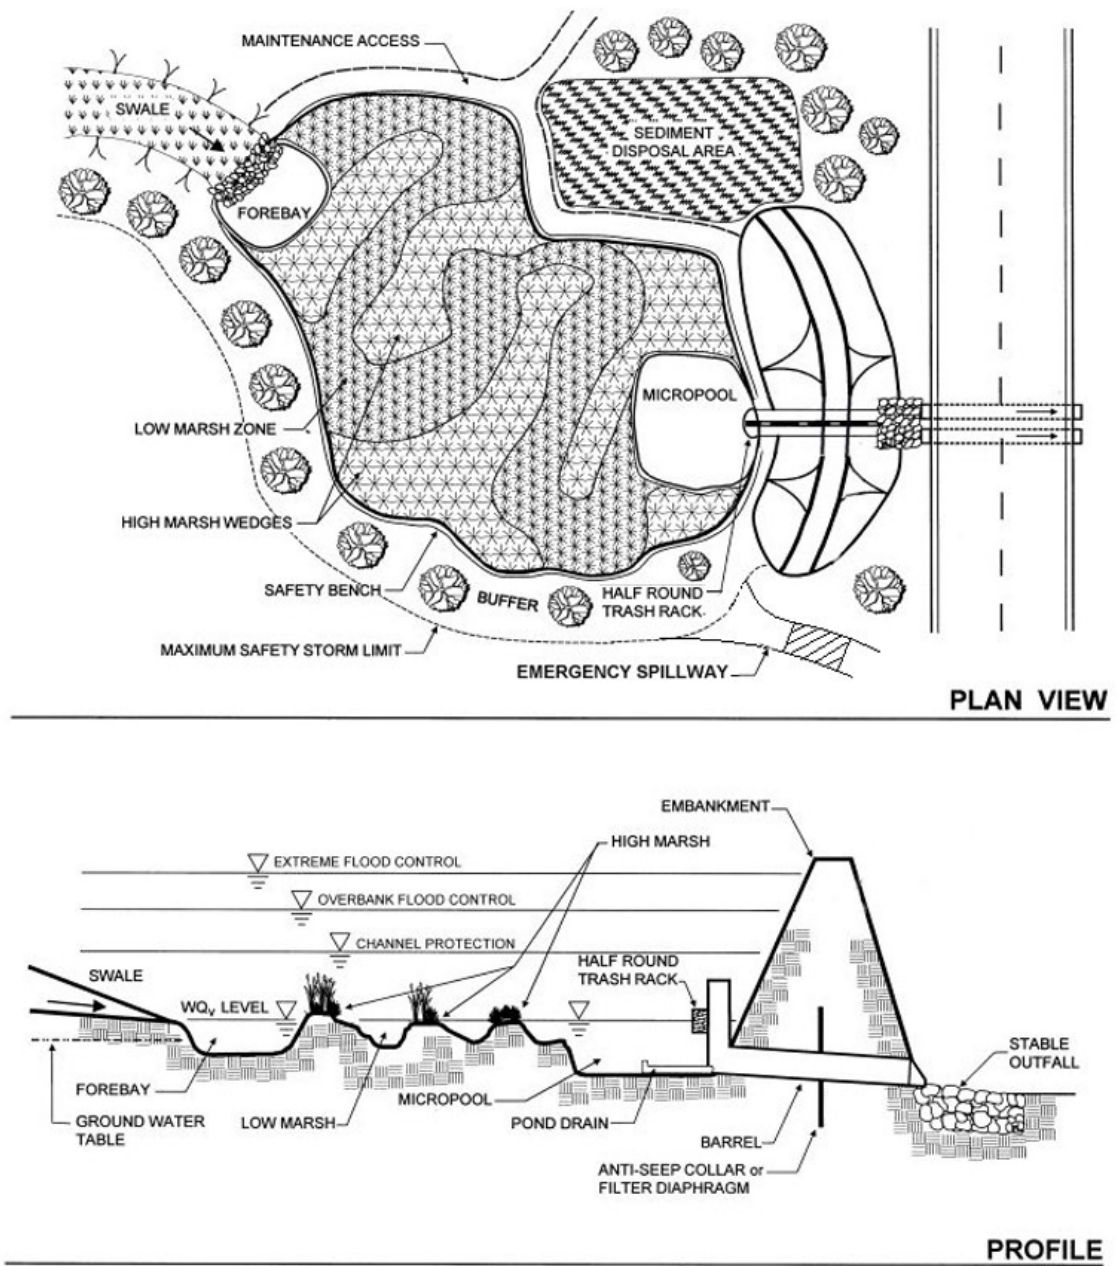 MAINTENANCE ACCESS
SWALE
SEDIMENT
DISPOSAL AREA
FOREBAY
MICROPOOL
LOW MARSH ZONE
HIGH MARSH WEDGES
SAFETY BENCH
BUFFER
HALF ROUND
TRASH RACK
MAXIMUM SAFETY STORM LIMIT
EMERGENCY SPILLWAY
PLAN VIEW
EMBANKMENT
HIGH MARSH
EXTREME FLOOD CONTROL
OVERBANK FLOOD CONTROL
CHANNEL PROTECTION
HALF ROUND
TRASH RACK
SWALE
WQv LEVEL
STABLE
OUTFALL
FOREBAY
MICROPOOL
GROUND WATER
TABLE
LOW MARSH
POND DRAIN
BARREL
ANTI-SEEP COLLAR or
FILTER DIAPHRAGM
PROFILE